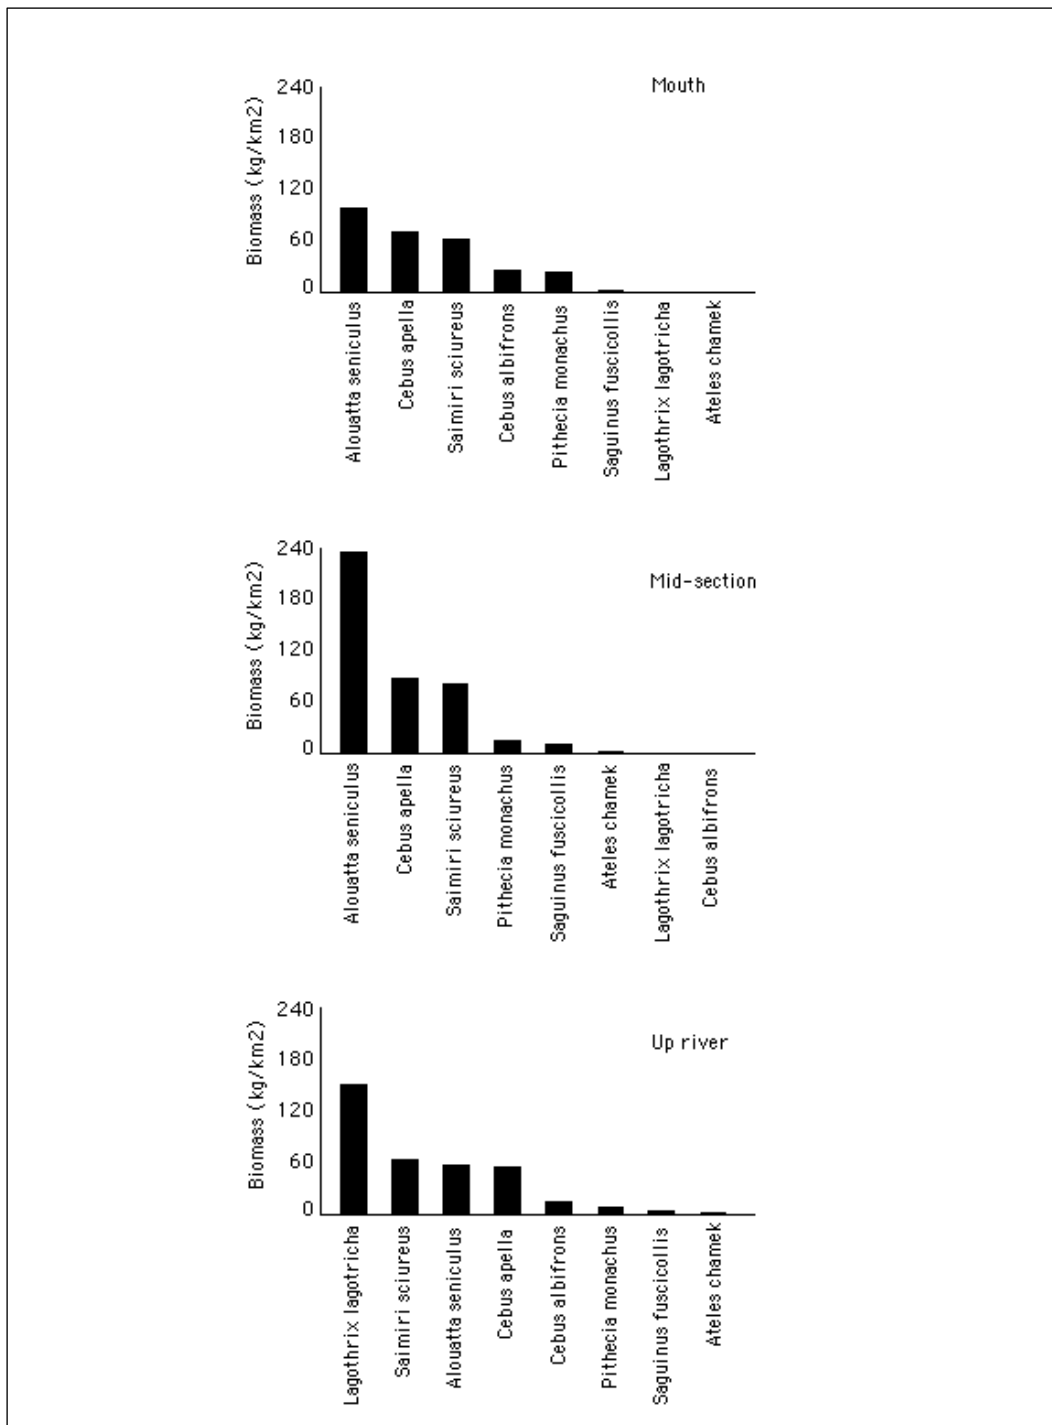 Mouth
Biomass (kg/km2)
240
180
120
60
0
Alouatta seniculus
Cebus apella
Saimiri sciureus
Cebus albifrons
Pithecia monachus
Saguinus fuscicollis
Lagothrix lagotricha
Ateles chamek
Mid-section
Biomass (kg/km2)
240
180
120
60
0
Alouatta seniculus
Cebus apella
Saimiri sciureus
Pithecia monachus
Saguinus fuscicollis
Ateles chamek
Lagothrix lagotricha
Cebus albifrons
Up river
Biomass (kg/km2)
240
180
120
60
0
Lagothrix lagotricha
Saimiri sciureus
Alouatta seniculus
Cebus apella
Cebus albifrons
Pithecia monachus
Saguinus fuscicollis
Ateles chamek